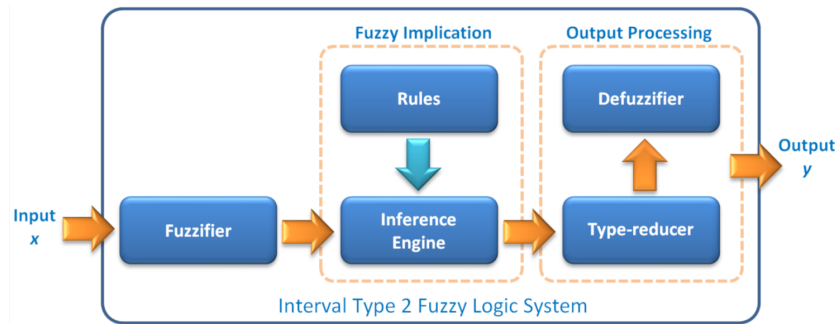 Fuzzy Implication
Output Processing
Rules
Defuzzifier
Output
y
Input
x
Fuzzifier
Inference
Engine
Type-reducer
Interval Type 2 Fuzzy Logic System